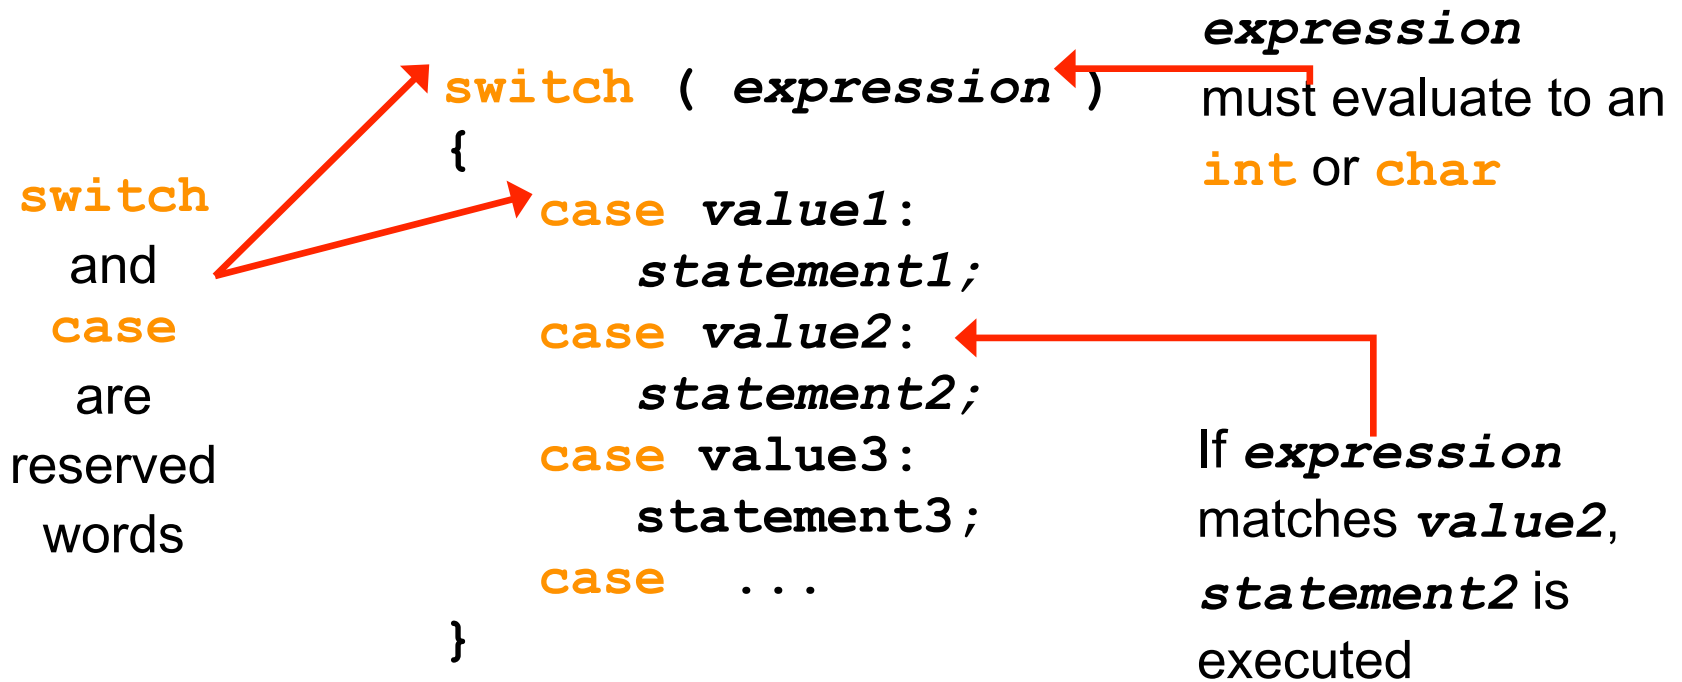 switch
and
case
are
reserved
words
switch ( expression )
{
case value1:
statement1;
case value2:
statement2;
case value3:
statement3;
case ...
}
expression
must evaluate to an
int or char
If expression
matches value2,
statement2 is
executed